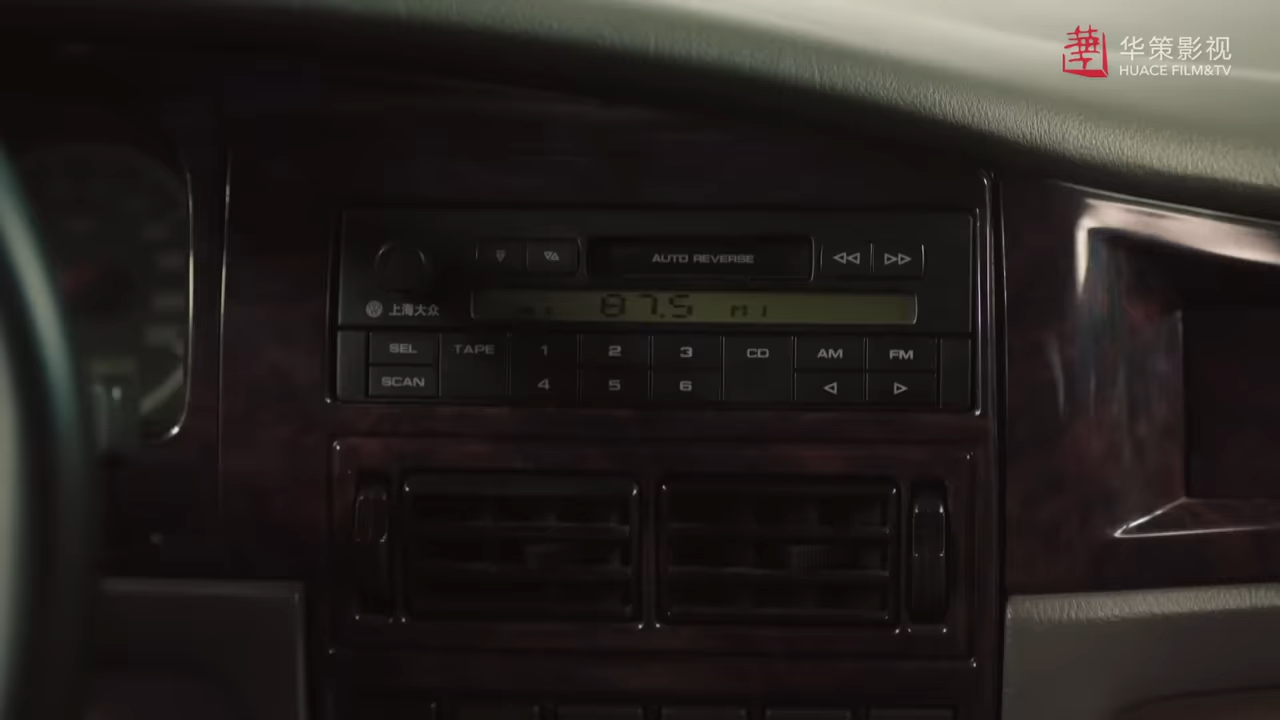 華
华策影视
HUACE FILM&TV
AUTO REVERSE
上海大众
87.5
SEL
TAPE
1
2
3
CD
AM
FM
SCAN
4
5
6